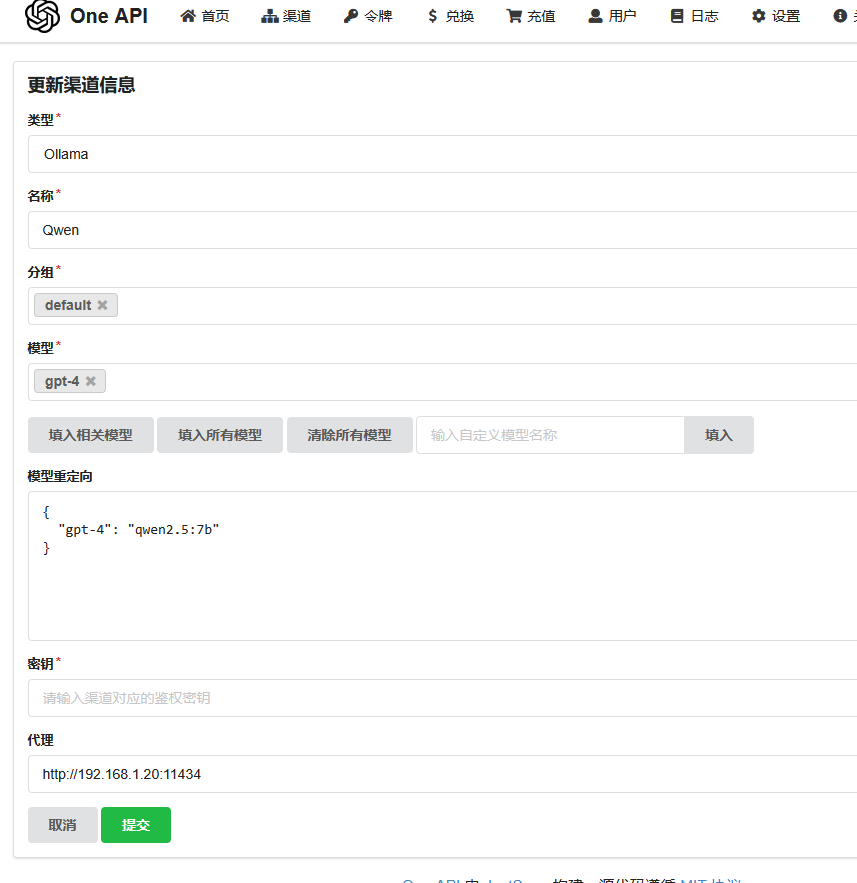 One API 首页 渠道 令牌 兑换 充值 用户 日志 设置
更新渠道信息
类型*
Ollama
名称*
Qwen
分组*
default
模型*
gpt-4
填入相关模型 填入所有模型 清除所有模型 输入自定义模型名称 填入
模型重定向
{
"gpt-4": "qwen2.5:7b"
}
密钥*
请输入渠道对应的鉴权密钥
代理
http://192.168.1.20:11434
取消 提交